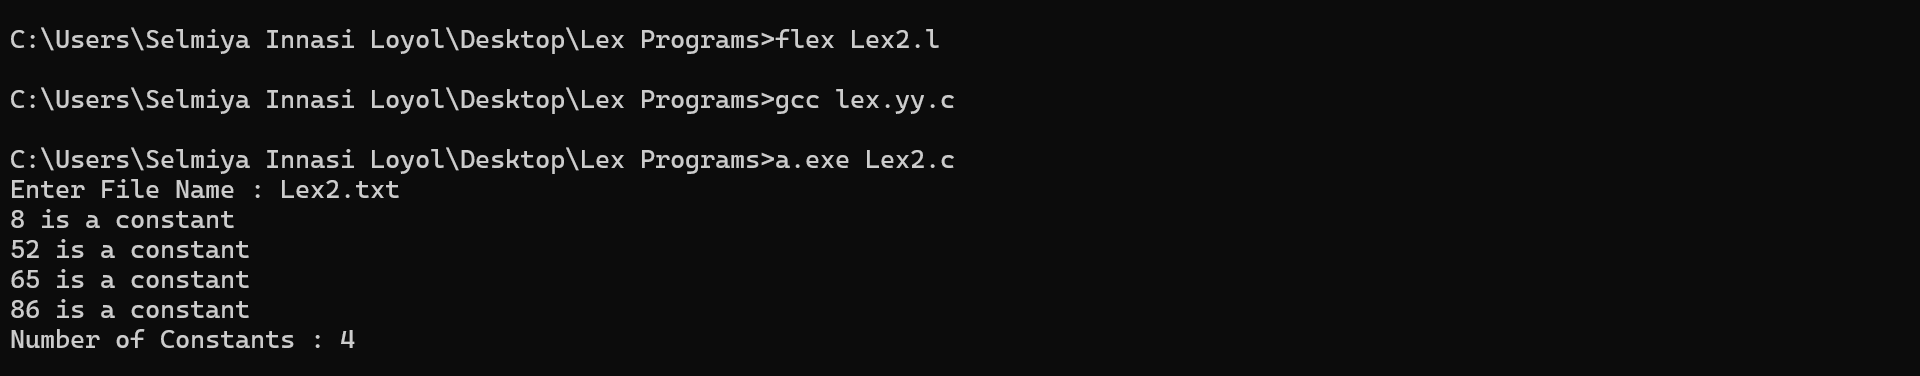 C:\Users\Selmiya Innasi Loyol\Desktop\Lex Programs>flex Lex2.l
C:\Users\Selmiya Innasi Loyol\Desktop\Lex Programs>gcc lex.yy.c
C:\Users\Selmiya Innasi Loyol\Desktop\Lex Programs>a.exe Lex2.c
Enter File Name : Lex2.txt
8 is a constant
52 is a constant
65 is a constant
86 is a constant
Number of Constants : 4